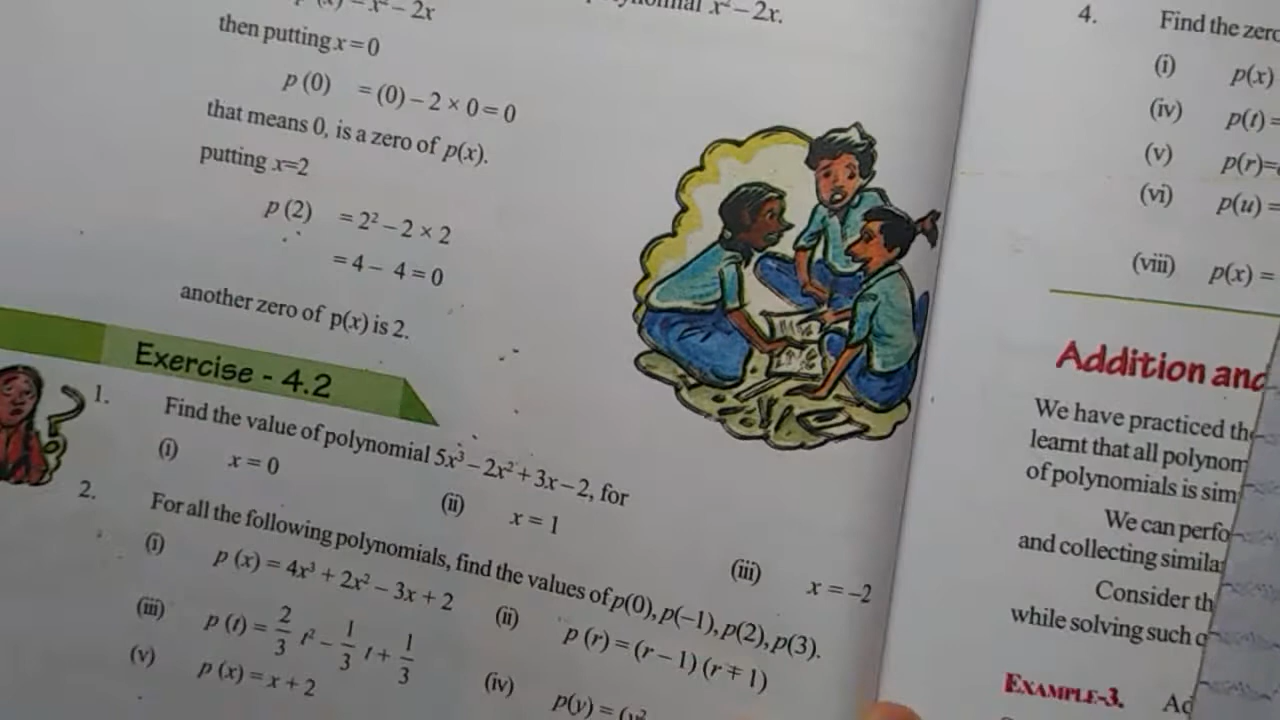 p (x) = x² – 2x
x² – 2x.
then putting x = 0
p (0) = (0) – 2 × 0 = 0
that means 0, is a zero of p(x).
putting x=2
p (2) = 2² – 2 × 2
= 4 – 4 = 0
another zero of p(x) is 2.
Exercise - 4.2
1. Find the value of polynomial 5x³ – 2x² + 3x – 2, for
(i) x = 0 (ii) x = 1 (iii) x = –2
2. For all the following polynomials, find the values of p(0), p(–1), p(2), p(3).
(i) p (x) = 4x³ + 2x² – 3x + 2 (ii) p (r) = (r – 1) (r + 1)
(iii) p (t) = 2/3 t² – 1/3 t + 1/3 (iv) p(y) = (y²
(v) p (x) = x + 2
4. Find the zero
(i) p(x)
(iv) p(t) =
(v) p(r)=
(vi) p(u) =
(viii) p(x) =
Addition and
We have practiced the
learnt that all polynom
of polynomials is sim
We can perfo
and collecting simila
Consider th
while solving such
EXAMPLE-3. Ad